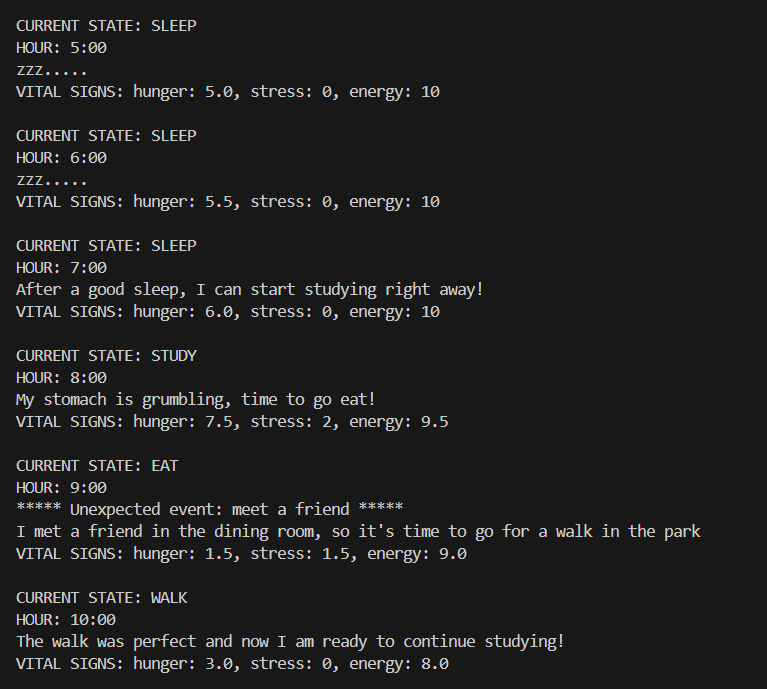 CURRENT STATE: SLEEP
HOUR: 5:00
zzz.....
VITAL SIGNS: hunger: 5.0, stress: 0, energy: 10
CURRENT STATE: SLEEP
HOUR: 6:00
zzz.....
VITAL SIGNS: hunger: 5.5, stress: 0, energy: 10
CURRENT STATE: SLEEP
HOUR: 7:00
After a good sleep, I can start studying right away!
VITAL SIGNS: hunger: 6.0, stress: 0, energy: 10
CURRENT STATE: STUDY
HOUR: 8:00
My stomach is grumbling, time to go eat!
VITAL SIGNS: hunger: 7.5, stress: 2, energy: 9.5
CURRENT STATE: EAT
HOUR: 9:00
***** Unexpected event: meet a friend *****
I met a friend in the dining room, so it's time to go for a walk in the park
VITAL SIGNS: hunger: 1.5, stress: 1.5, energy: 9.0
CURRENT STATE: WALK
HOUR: 10:00
The walk was perfect and now I am ready to continue studying!
VITAL SIGNS: hunger: 3.0, stress: 0, energy: 8.0